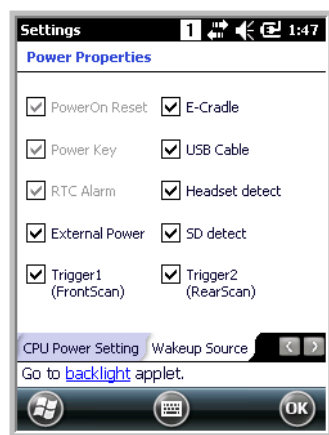 Settings 1 1:47
Power Properties
PowerOn Reset E-Cradle
Power Key USB Cable
RTC Alarm Headset detect
External Power SD detect
Trigger1 Trigger2
(FrontScan) (RearScan)
CPU Power Setting Wakeup Source
Go to backlight applet.
OK